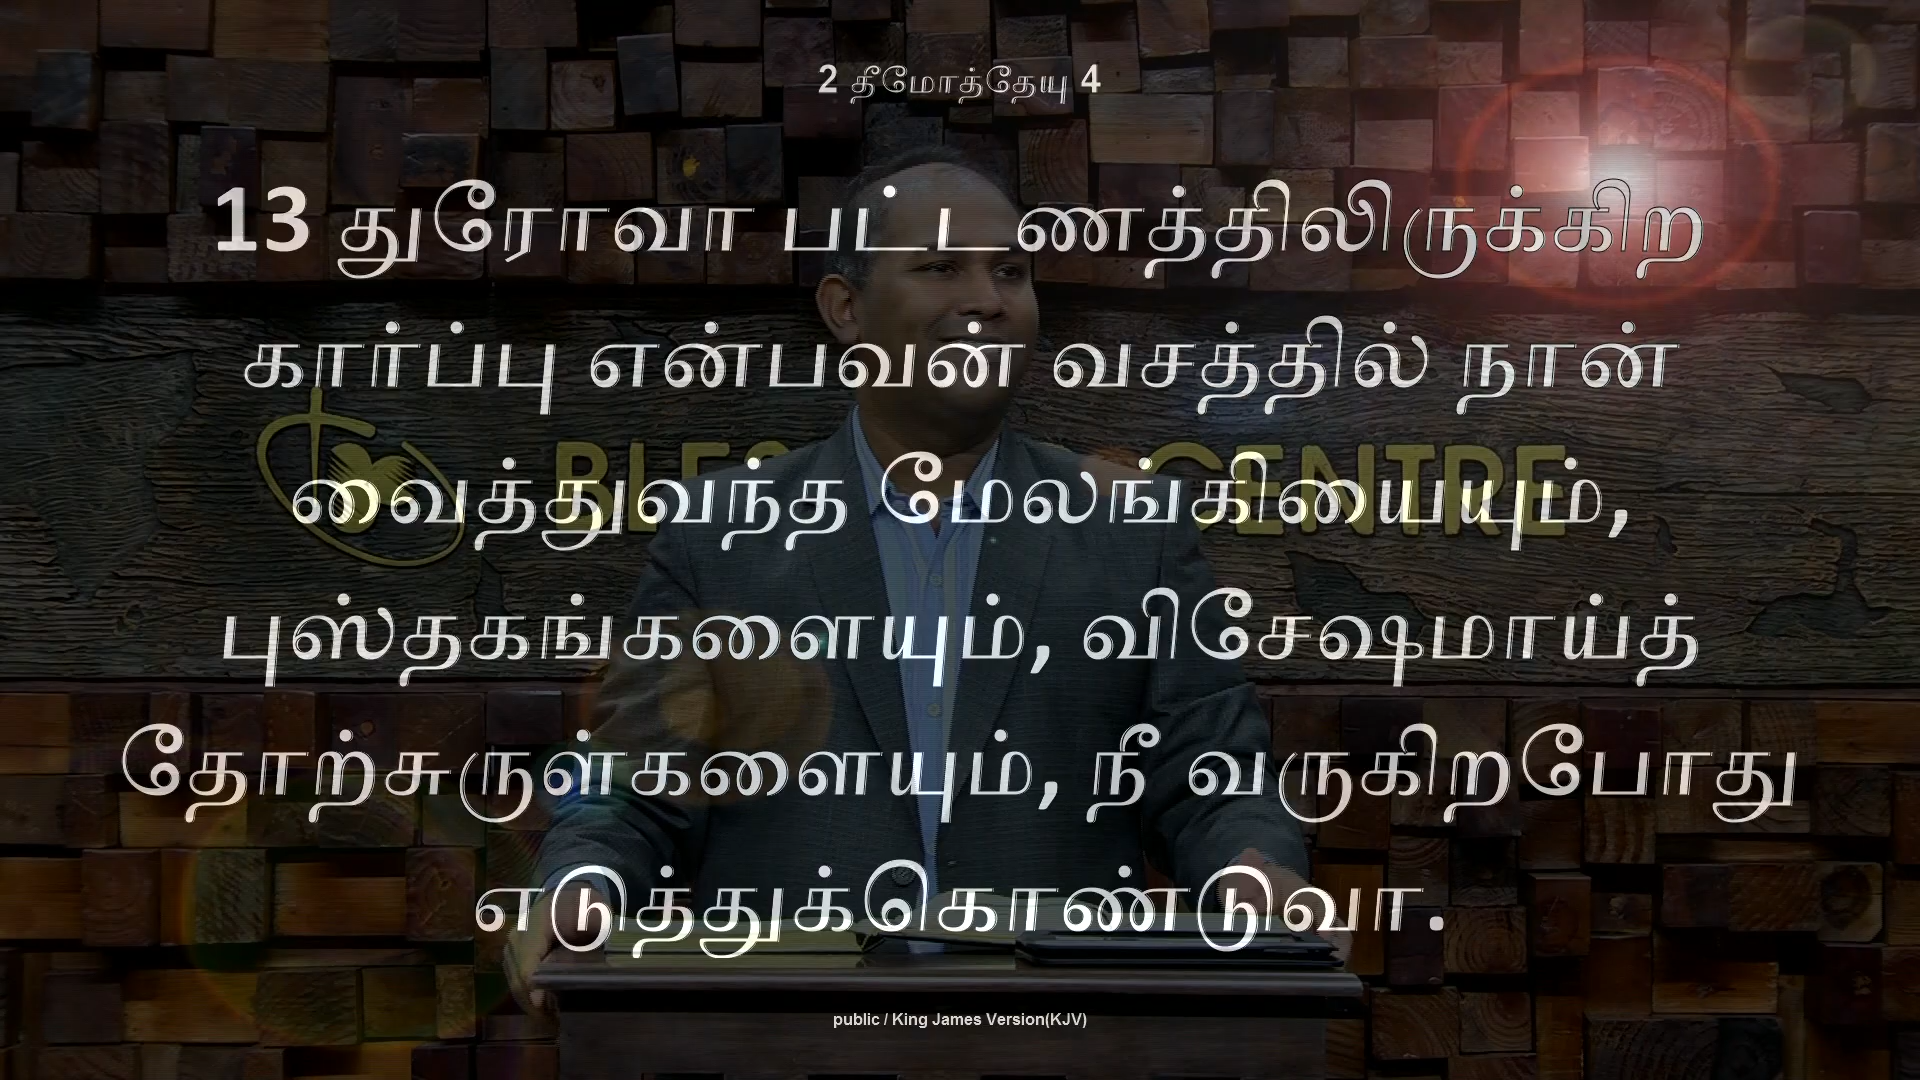 2 தீமோத்தேயு 4
13 துரோவா பட்டணத்திலிருக்கிற
கார்ப்பு என்பவன் வசத்தில் நான்
வைத்துவந்த மேலங்கியையும்,
புஸ்தகங்களையும், விசேஷமாய்த்
தோற்சுருள்களையும், நீ வருகிறபோது
எடுத்துக்கொண்டுவா.
CENTRE
public / King James Version(KJV)